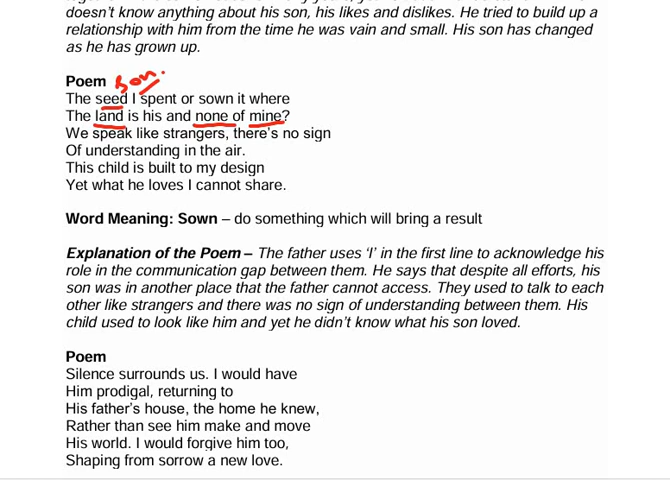 doesn't know anything about his son, his likes and dislikes. He tried to build up a
relationship with him from the time he was vain and small. His son has changed
as he has grown up.
Poem son.
The seed I spent or sown it where
The land is his and none of mine?
We speak like strangers, there's no sign
Of understanding in the air.
This child is built to my design
Yet what he loves I cannot share.
Word Meaning: Sown – do something which will bring a result
Explanation of the Poem – The father uses 'I' in the first line to acknowledge his
role in the communication gap between them. He says that despite all efforts, his
son was in another place that the father cannot access. They used to talk to each
other like strangers and there was no sign of understanding between them. His
child used to look like him and yet he didn't know what his son loved.
Poem
Silence surrounds us. I would have
Him prodigal, returning to
His father's house, the home he knew,
Rather than see him make and move
His world. I would forgive him too,
Shaping from sorrow a new love.